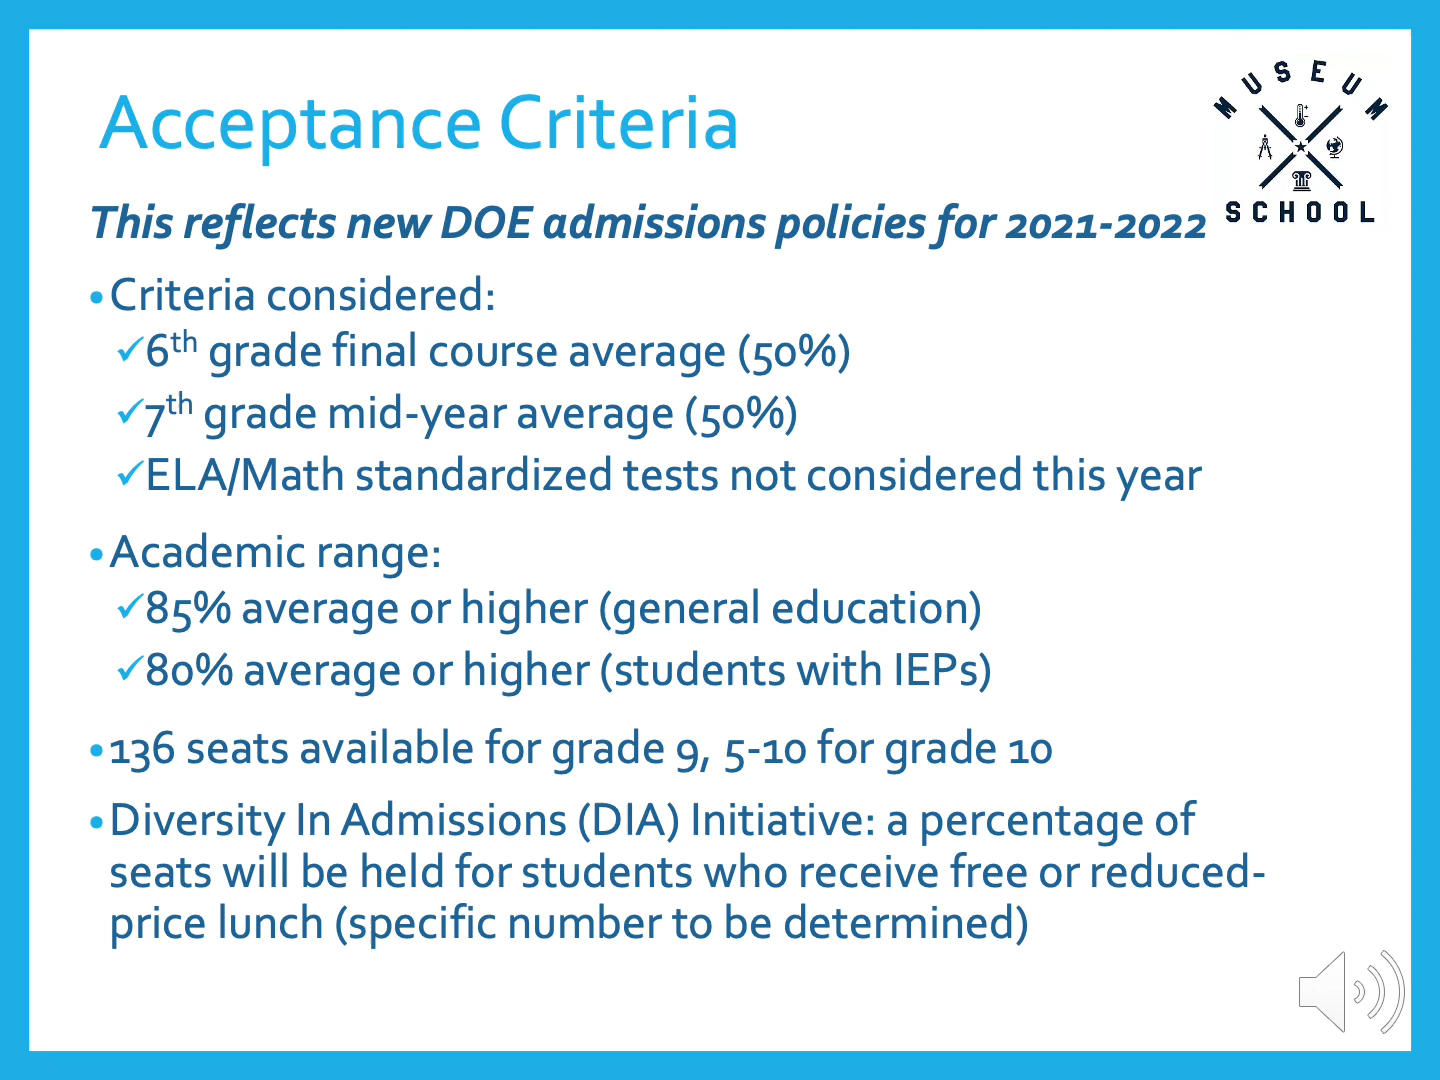 MUSEUM
SCHOOL
Acceptance Criteria
This reflects new DOE admissions policies for 2021-2022
•Criteria considered:
✓6th grade final course average (50%)
✓7th grade mid-year average (50%)
✓ELA/Math standardized tests not considered this year
•Academic range:
✓85% average or higher (general education)
✓80% average or higher (students with IEPs)
•136 seats available for grade 9, 5-10 for grade 10
•Diversity In Admissions (DIA) Initiative: a percentage of
seats will be held for students who receive free or reduced-
price lunch (specific number to be determined)